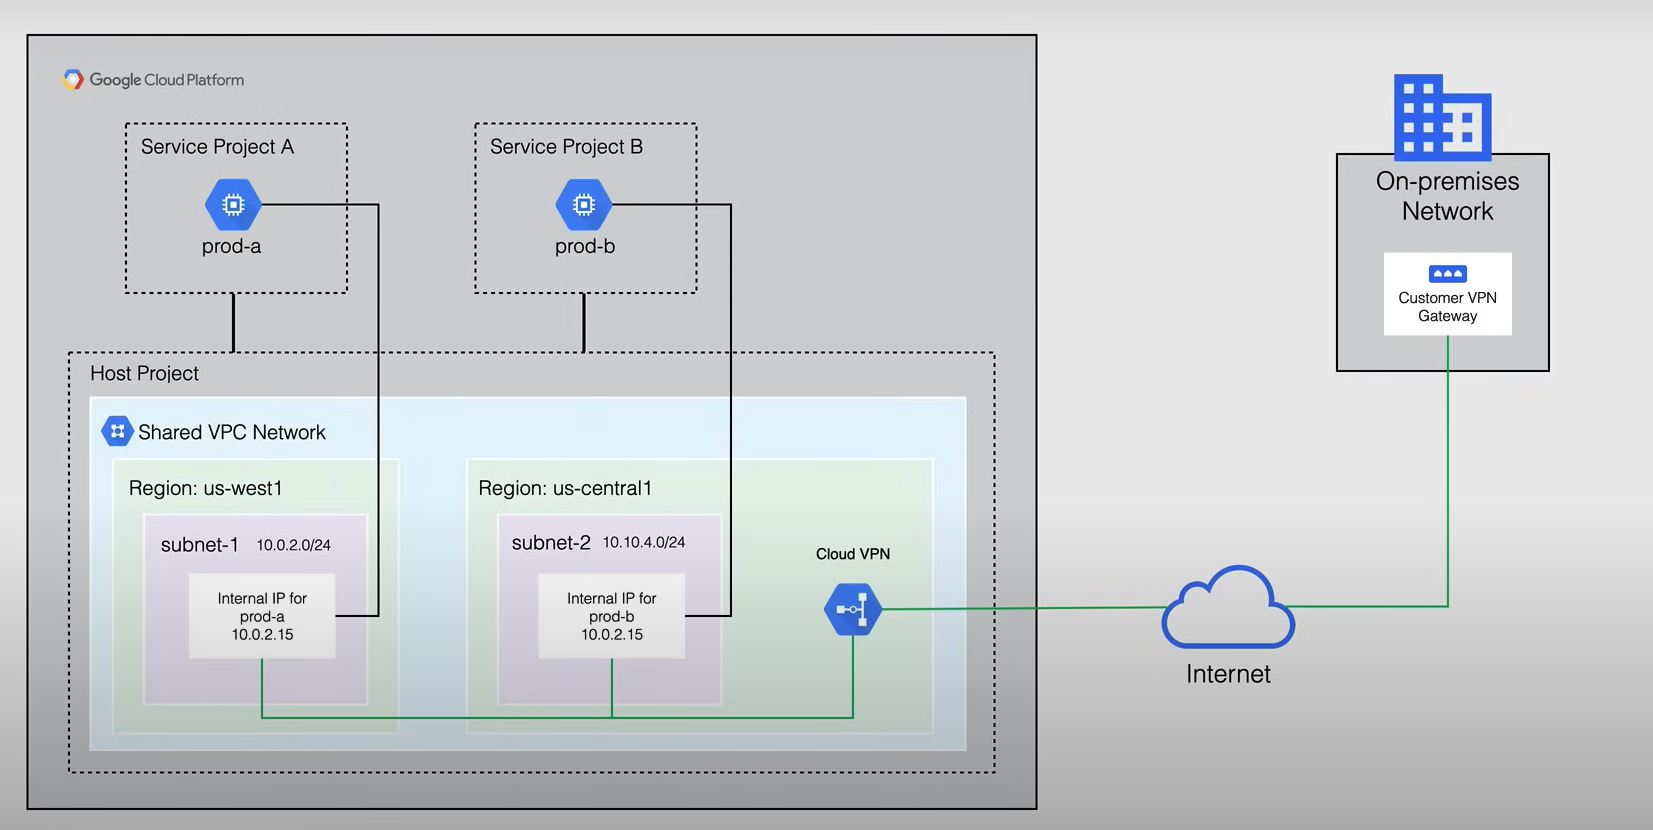 Google Cloud Platform
Service Project A
prod-a
Service Project B
prod-b
Host Project
Shared VPC Network
Region: us-west1
subnet-1 10.0.2.0/24
Internal IP for
prod-a
10.0.2.15
Region: us-central1
subnet-2 10.10.4.0/24
Internal IP for
prod-b
10.0.2.15
Cloud VPN
Internet
On-premises
Network
Customer VPN
Gateway